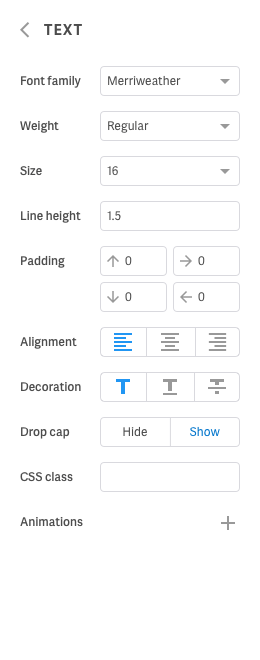 TEXT
Font family Merriweather
Weight Regular
Size 16
Line height 1.5
Padding 0 0
0 0
Alignment
Decoration T T T
Drop cap Hide Show
CSS class
Animations